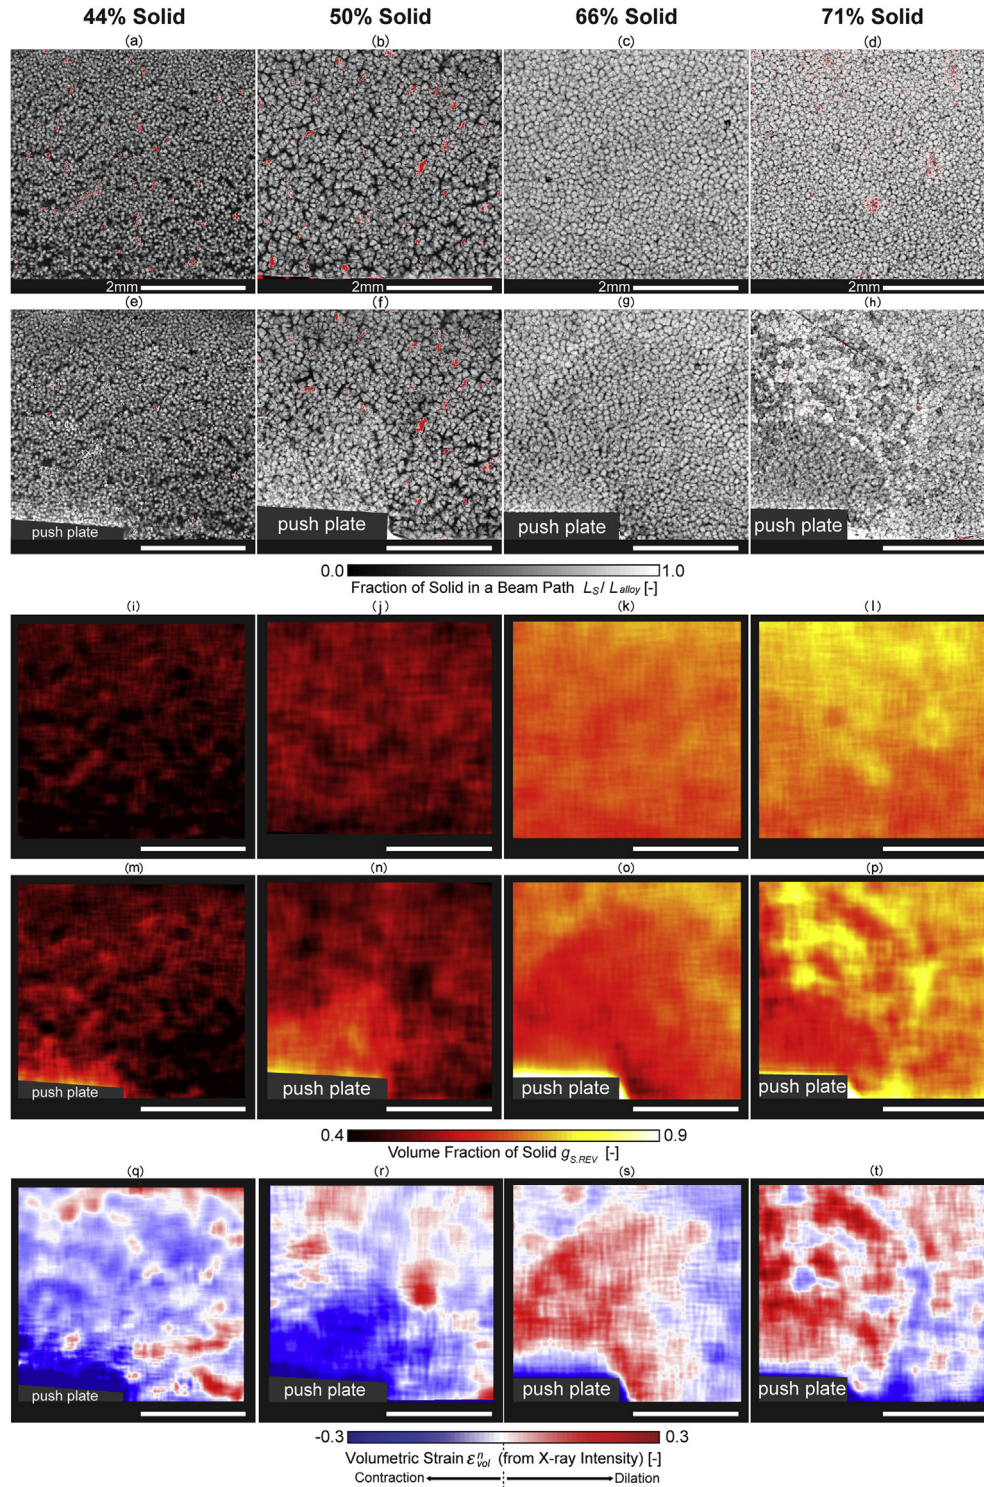 44% Solid 50% Solid 66% Solid 71% Solid
(a) (b) (c) (d)
2mm 2mm 2mm 2mm
(e) (f) (g) (h)
push plate push plate push plate push plate
0.0 1.0
Fraction of Solid in a Beam Path L_S / L_alloy [-]
(i) (j) (k) (l)
(m) (n) (o) (p)
push plate push plate push plate push plate
0.4 0.9
Volume Fraction of Solid g_S.REV [-]
(q) (r) (s) (t)
push plate push plate push plate push plate
-0.3 0.3
Volumetric Strain ε^n_vol (from X-ray Intensity) [-]
Contraction Dilation